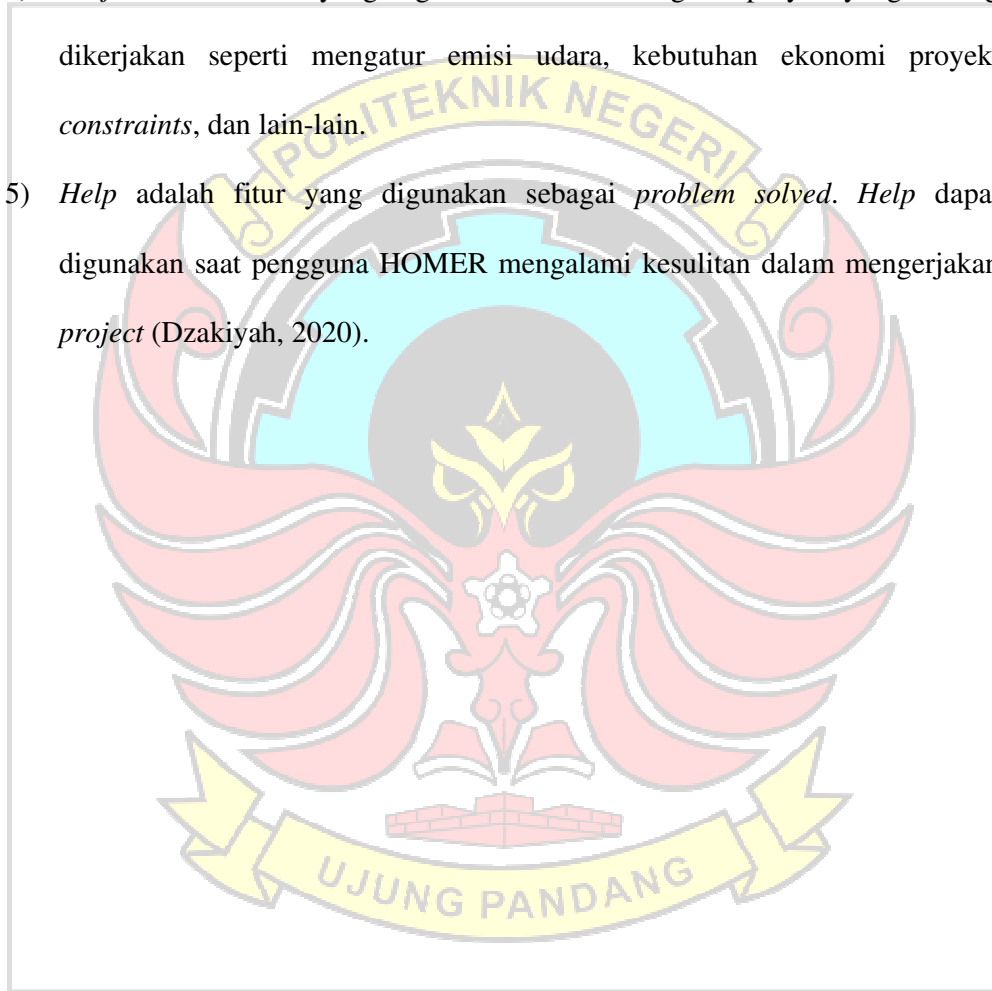 dikerjakan seperti mengatur emisi udara, kebutuhan ekonomi proyek
constraints, dan lain-lain.
5) Help adalah fitur yang digunakan sebagai problem solved. Help dapa
digunakan saat pengguna HOMER mengalami kesulitan dalam mengerjakan
project (Dzakiyah, 2020).
POLITEKNIK NEGERI
UJUNG PANDANG